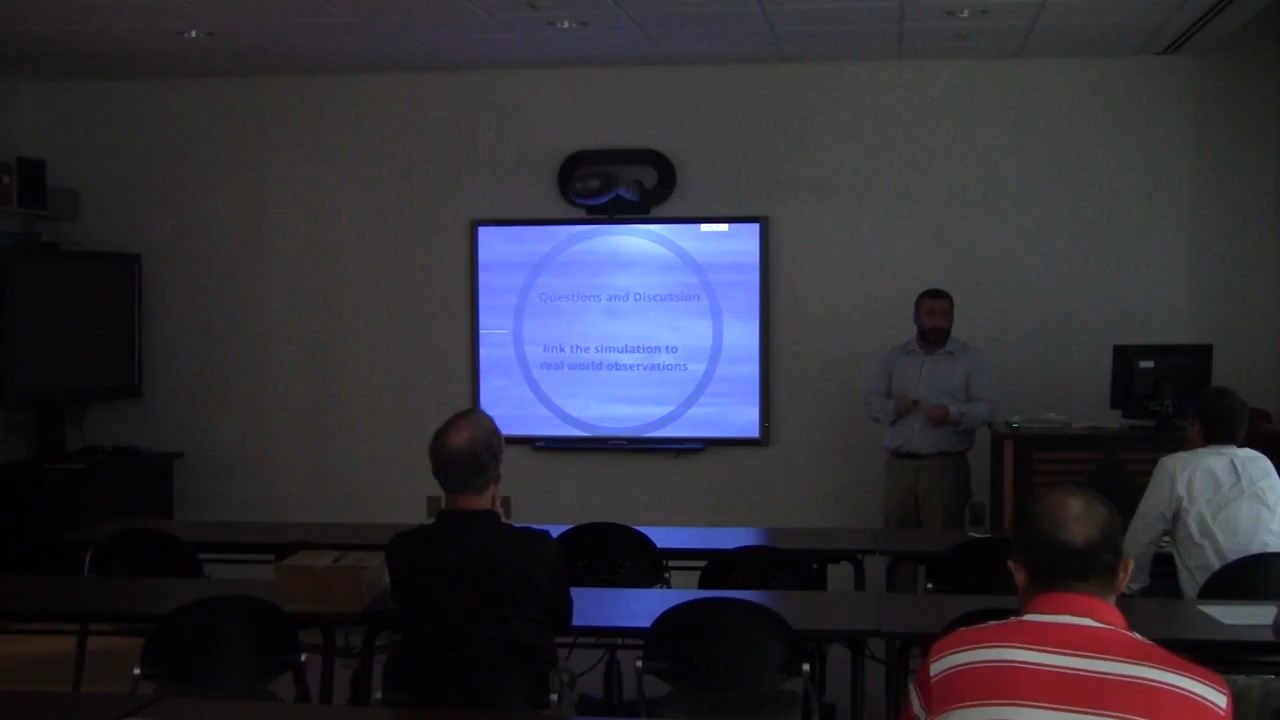 Questions and Discussion
link the simulation to
real world observations